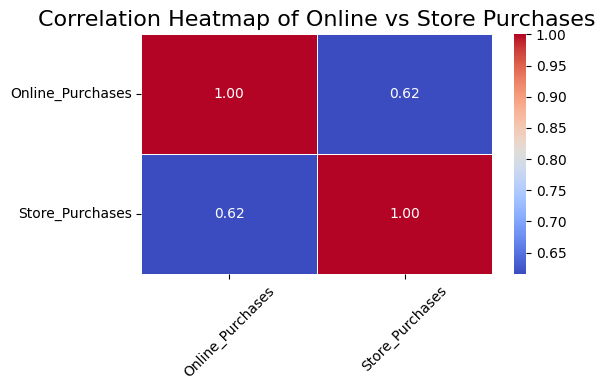 Correlation Heatmap of Online vs Store Purchases
Online_Purchases
1.00
0.62
Store_Purchases
0.62
1.00
Online_Purchases
Store_Purchases
1.00
0.95
0.90
0.85
0.80
0.75
0.70
0.65